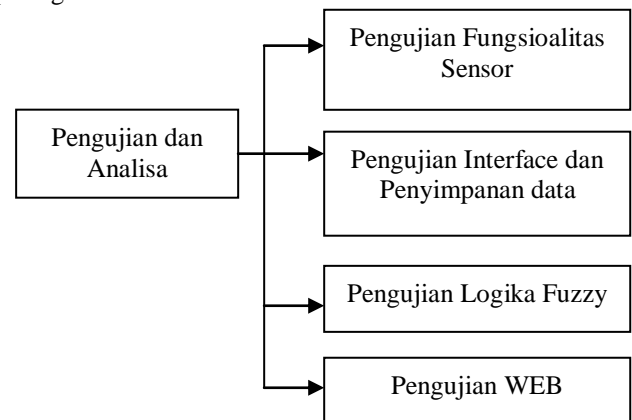 Pengujian Fungsioalitas
Sensor
Pengujian dan
Analisa
Pengujian Interface dan
Penyimpanan data
Pengujian Logika Fuzzy
Pengujian WEB